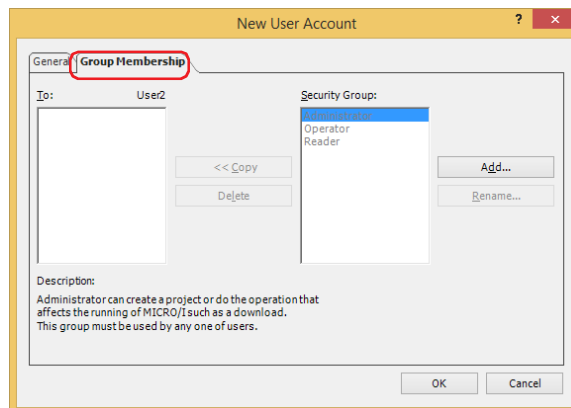 New User Account
?
General
Group Membership
To:
User2
Security Group:
Administrator
Operator
Reader
<< Copy
Delete
Add...
Rename...
Description:
Administrator can create a project or do the operation that
affects the running of MICRO/I such as a download.
This group must be used by any one of users.
OK
Cancel